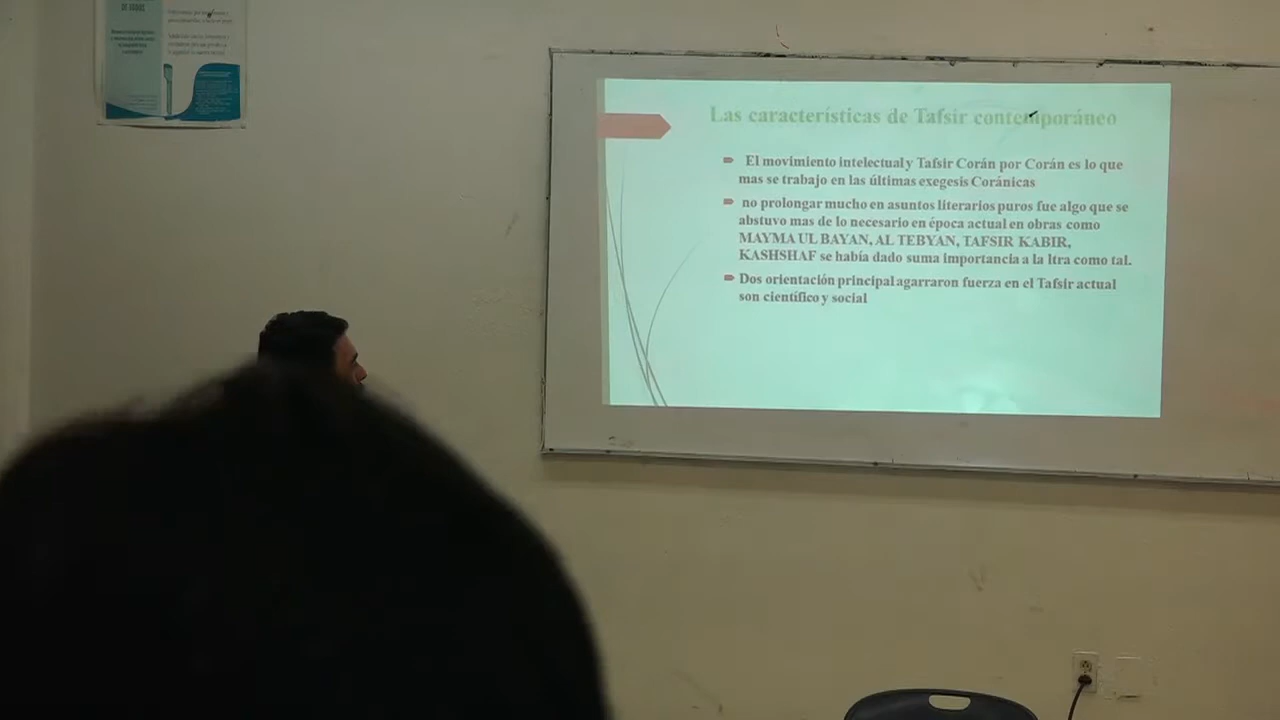 DE TODOS
Las características de Tafsir contemporáneo
El movimiento intelectual y Tafsir Corán por Corán es lo que
mas se trabajo en las últimas exegesis Coránicas
no prolongar mucho en asuntos literarios puros fue algo que se
abstuvo mas de lo necesario en época actual en obras como
MAYMA UL BAYAN, AL TEBYAN, TAFSIR KABIR,
KASHSHAF se había dado suma importancia a la ltra como tal.
Dos orientación principal agarraron fuerza en el Tafsir actual
son científico y social